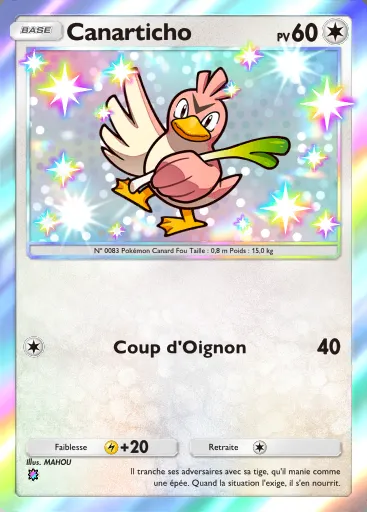 BASE Canarticho PV 60
N° 0083 Pokémon Canard Fou Taille : 0,8 m Poids : 15,0 kg
Coup d'Oignon 40
Faiblesse +20 Retraite
Illus. MAHOU
Il tranche ses adversaires avec sa tige, qu'il manie comme
une épée. Quand la situation l'exige, il s'en nourrit.